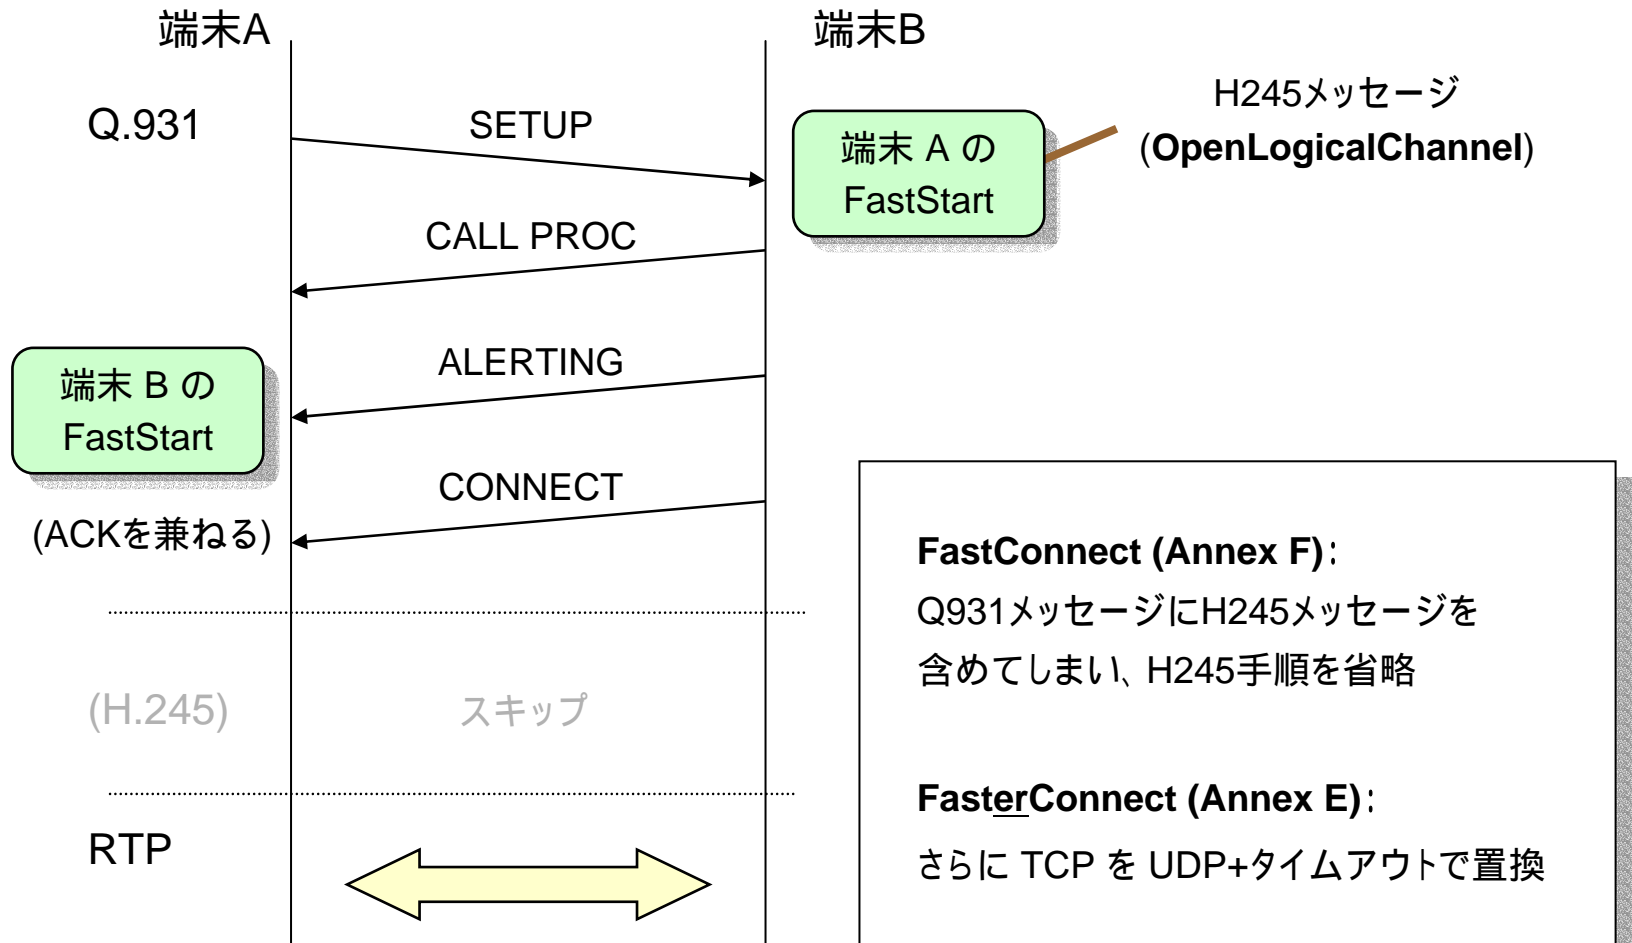 端末A
端末B
Q.931
SETUP
端末 A の
FastStart
H245メッセージ
(OpenLogicalChannel)
CALL PROC
ALERTING
端末 B の
FastStart
CONNECT
(ACKを兼ねる)
(H.245)
スキップ
RTP
FastConnect (Annex F):
Q931メッセージにH245メッセージを
含めてしまい、H245手順を省略
FasterConnect (Annex E):
さらに TCP を UDP+タイムアウトで置換